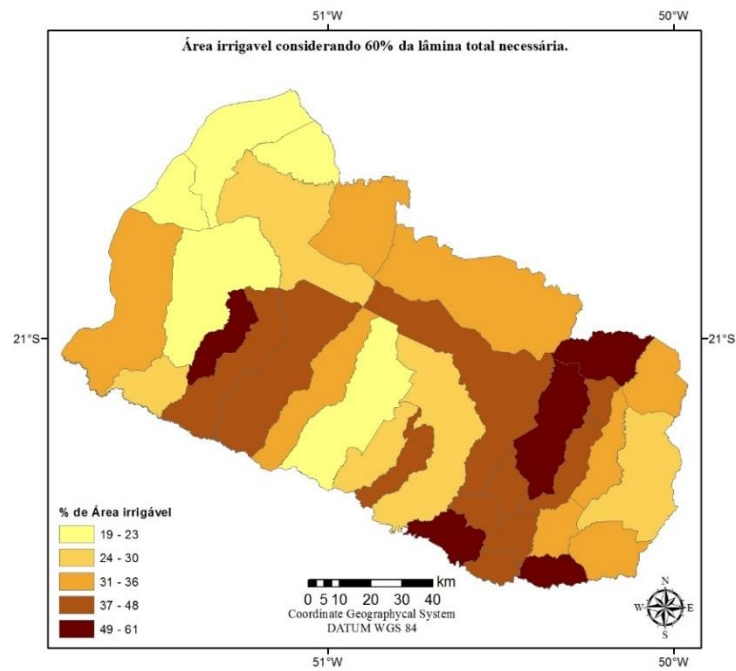 51°W 50°W
Área irrigavel considerando 60% da lâmina total necessária.
21°S 21°S
% de Área irrigável
19 - 23
24 - 30
31 - 36
37 - 48
49 - 61
km
0 5 10 20 30 40
Coordinate Geographycal System
DATUM WGS 84
N
W E
S
51°W 50°W